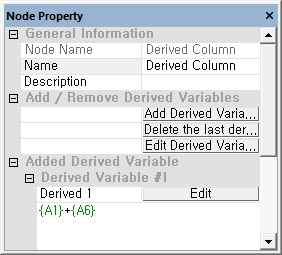 Node Property
General Information
Node Name Derived Column
Name Derived Column
Description
Add / Remove Derived Variables
Add Derived Varia,,,
Delete the last der,,,
Edit Derived Varia,,,
Added Derived Variable
Derived Variable #1
Derived 1 Edit
{A1}+{A6}